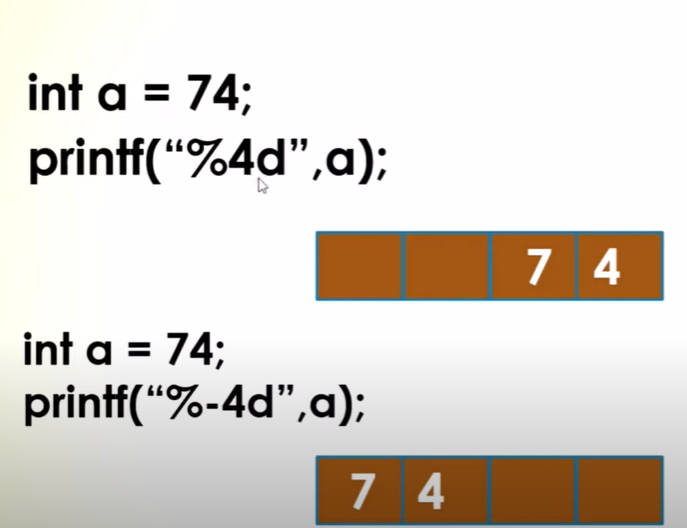 int a = 74;
printf(“%4d”,a);
7 4
int a = 74;
printf(“%-4d”,a);
7 4